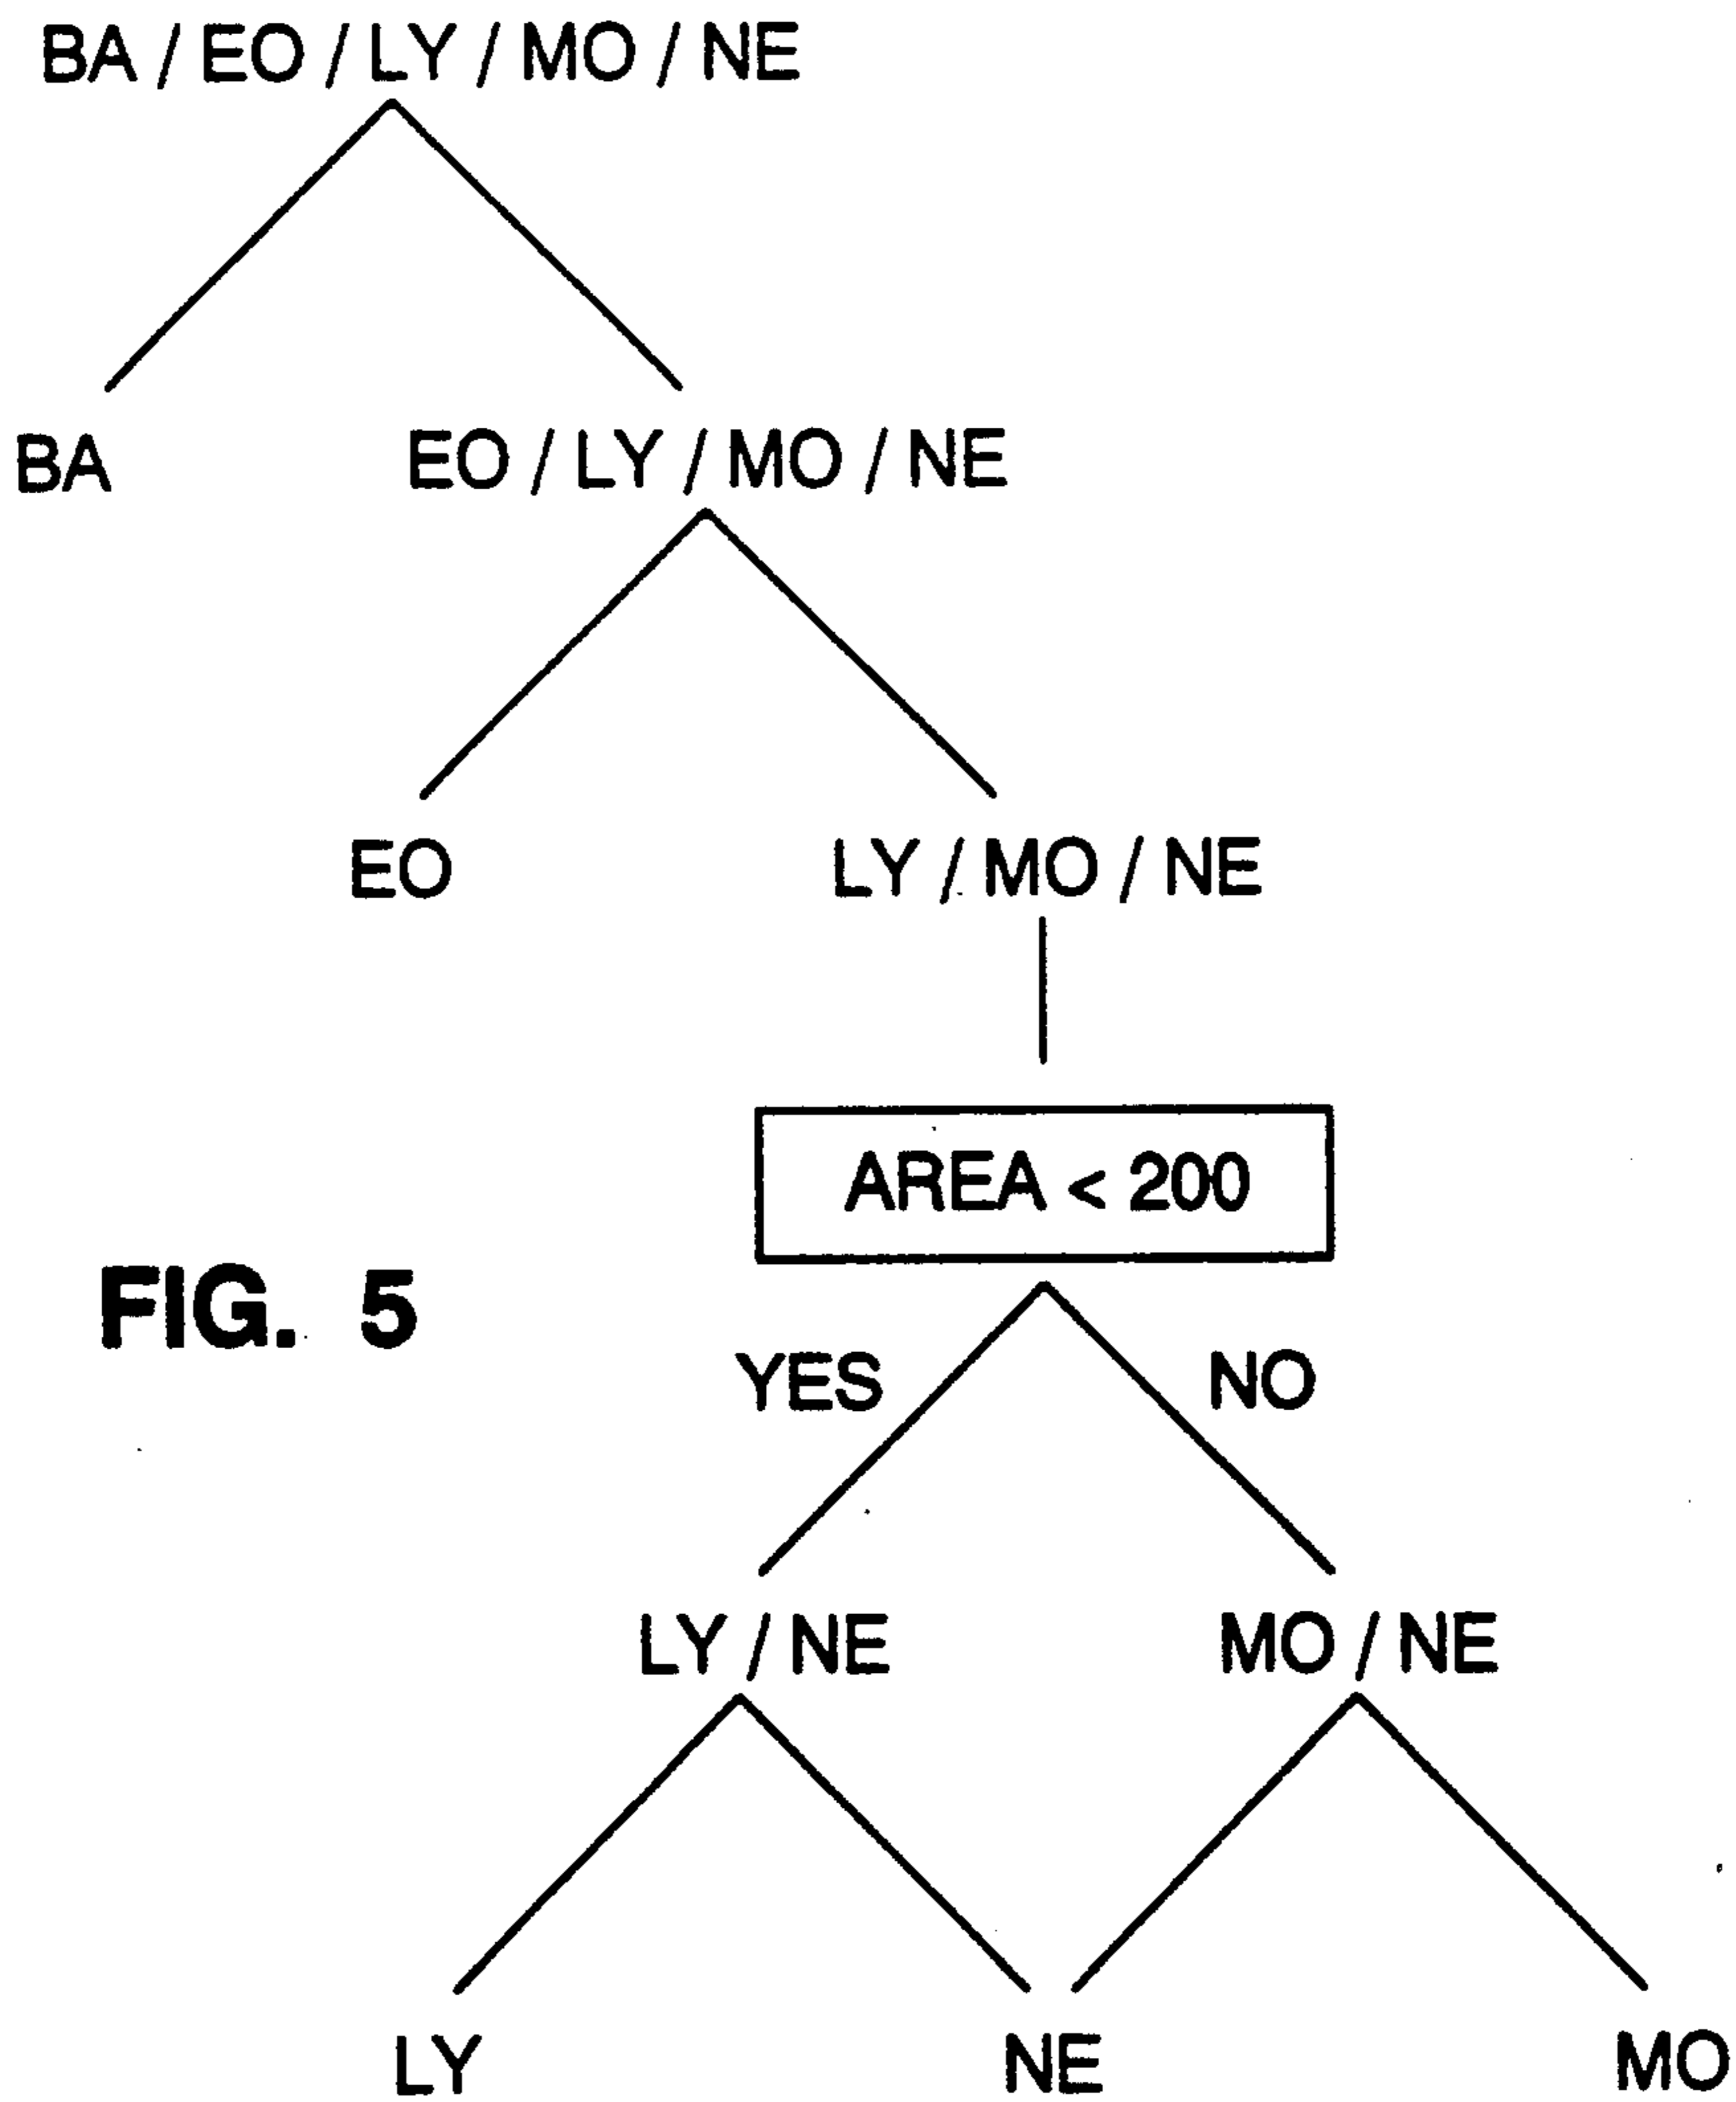 BA/EO/LY/MO/NE
BA
EO/LY/MO/NE
EO
LY/MO/NE
AREA < 200
FIG. 5
YES
NO
LY/NE
MO/NE
LY
NE
MO